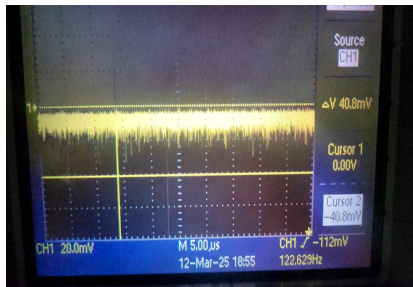 Source
CH1
1
△V 40.8mV
Cursor 1
0.00V
Cursor 2
-40.8mV
CH1 20.0mV M 5.00µs CH1 ∕ -112mV
12-Mar-25 18:55 122.629Hz